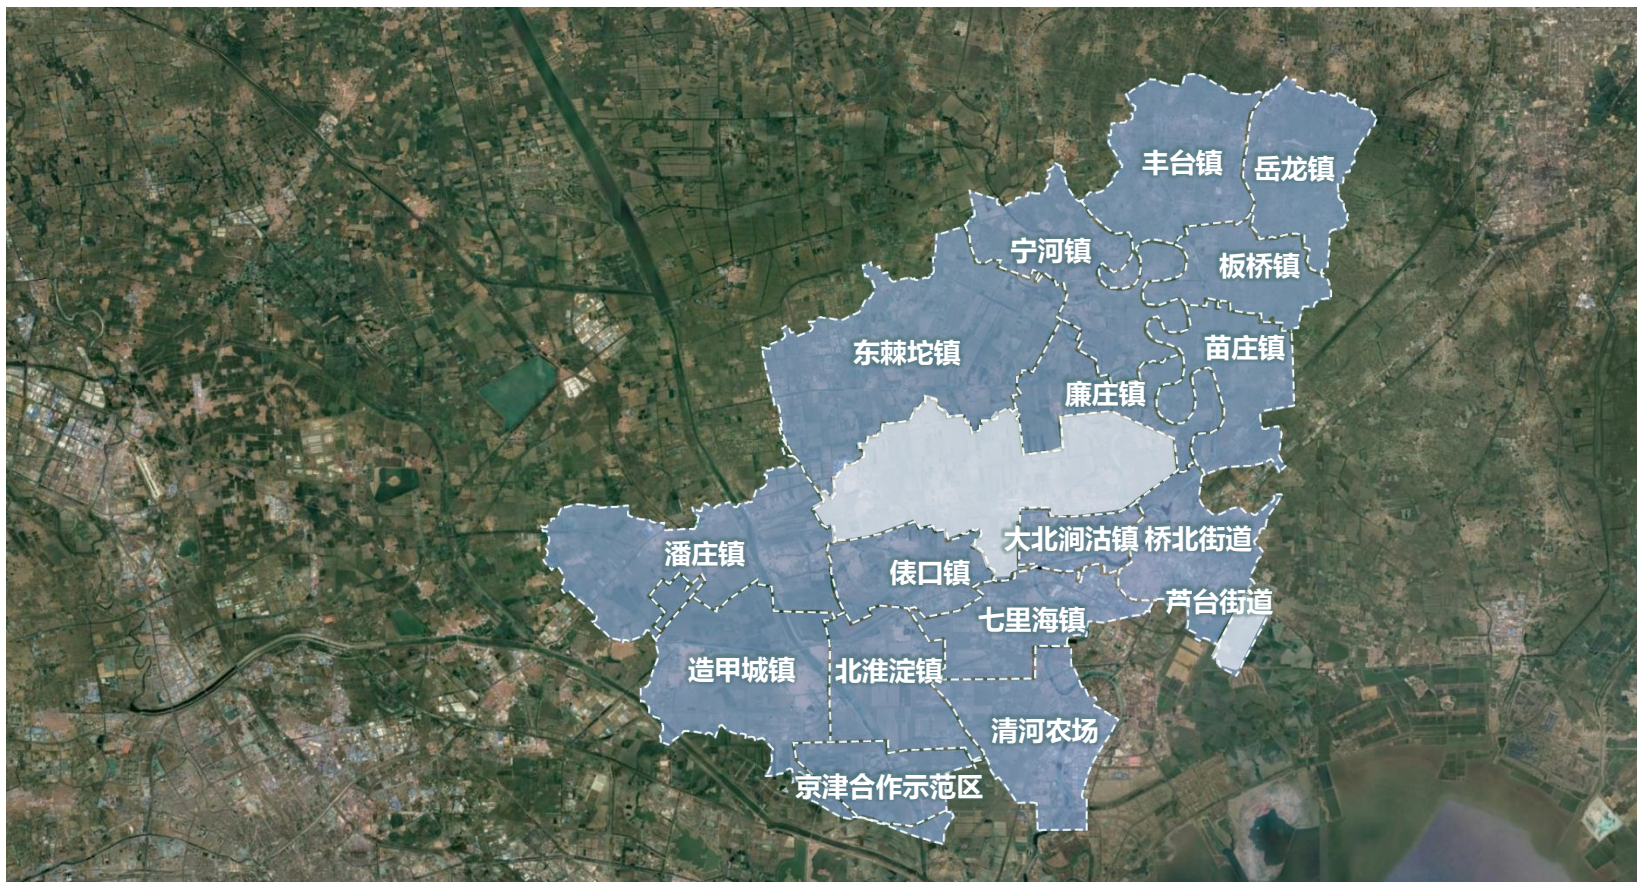 丰台镇
岳龙镇
宁河镇
板桥镇
东棘坨镇
苗庄镇
廉庄镇
大北涧沽镇
桥北街道
潘庄镇
俵口镇
芦台街道
七里海镇
造甲城镇
北淮淀镇
清河农场
京津合作示范区